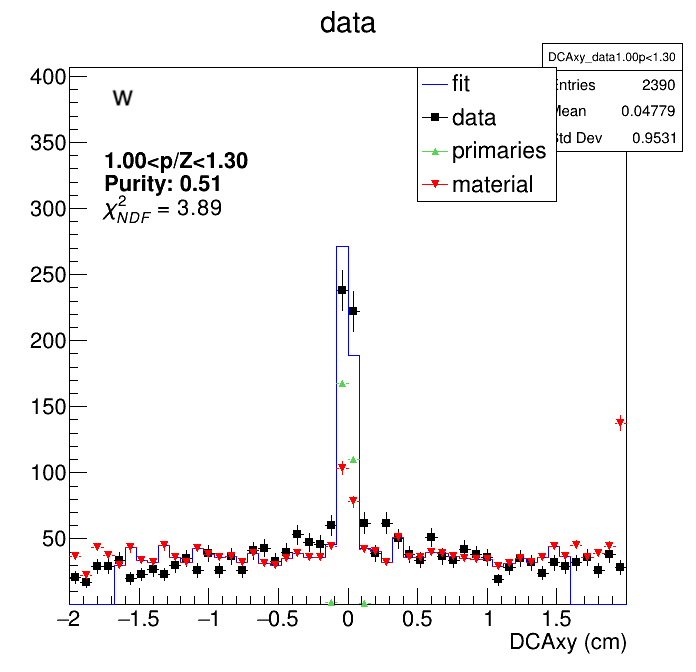 data
DCAxy_data1.00p<1.30
Entries 2390
Mean 0.04779
Std Dev 0.9531
fit
data
primaries
material
w
1.00<p/Z<1.30
Purity: 0.51
χ²NDF = 3.89
400
350
300
250
200
150
100
50
−2 −1.5 −1 −0.5 0 0.5 1 1.5
DCAxy (cm)